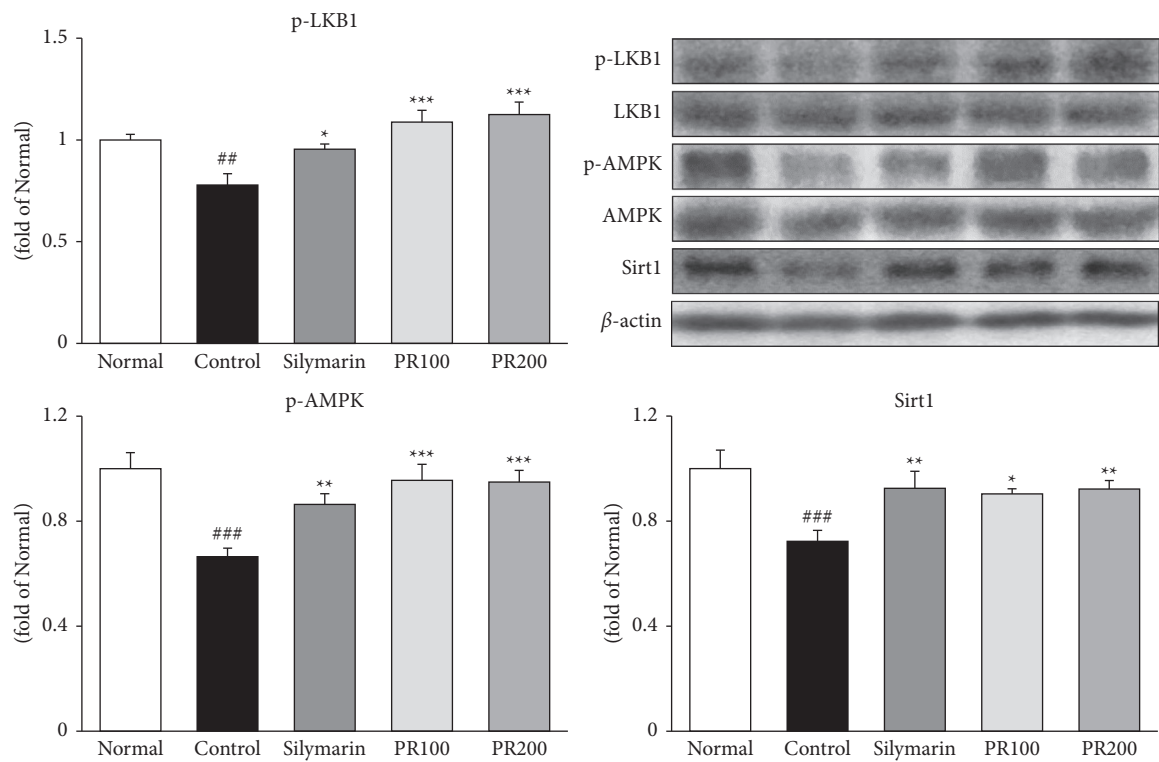 p-LKB1
1.5
1
0.5
0
(fold of Normal)
##
*
***
***
Normal Control Silymarin PR100 PR200
p-LKB1
LKB1
p-AMPK
AMPK
Sirt1
β-actin
p-AMPK
1.2
0.8
0.4
0
(fold of Normal)
###
**
***
***
Normal Control Silymarin PR100 PR200
Sirt1
1.2
0.8
0.4
0
(fold of Normal)
###
**
*
**
Normal Control Silymarin PR100 PR200